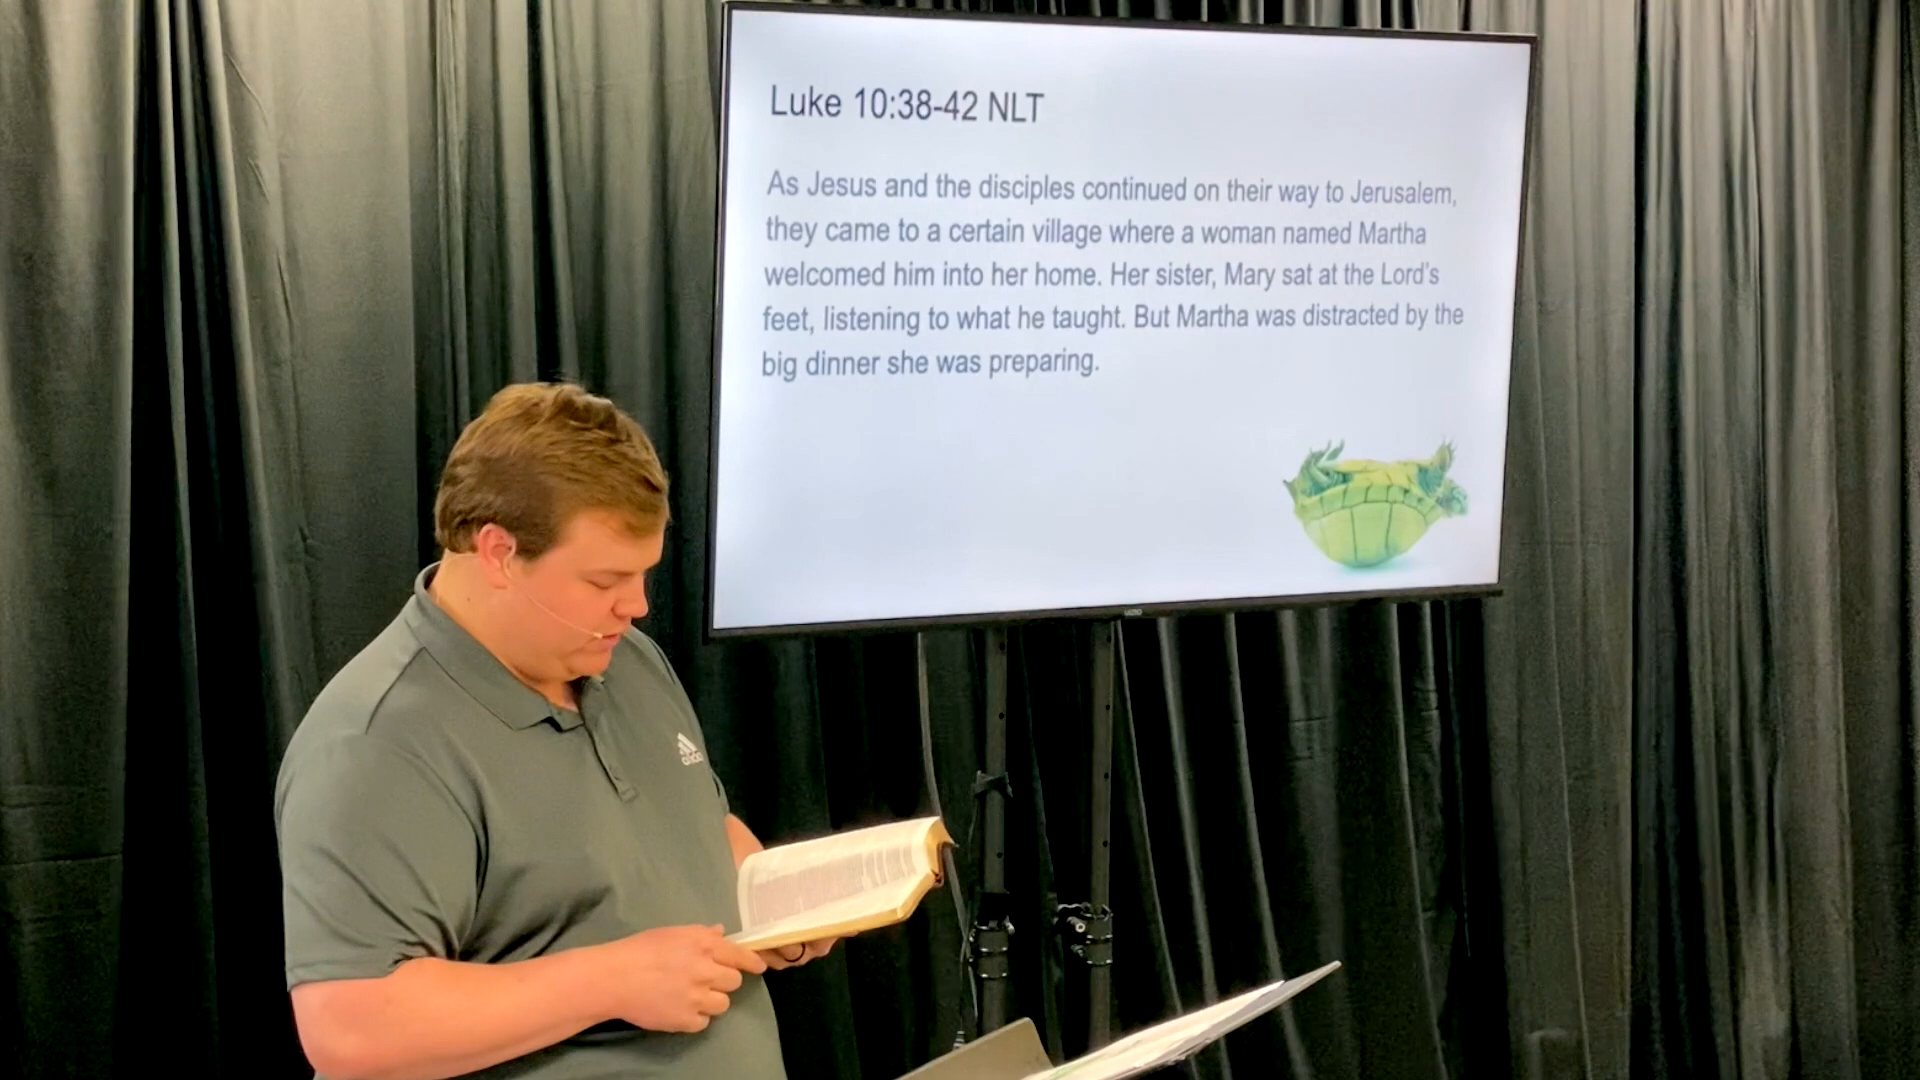 Luke 10:38-42 NLT
As Jesus and the disciples continued on their way to Jerusalem,
they came to a certain village where a woman named Martha
welcomed him into her home. Her sister, Mary sat at the Lord's
feet, listening to what he taught. But Martha was distracted by the
big dinner she was preparing.
VIZIO
adidas